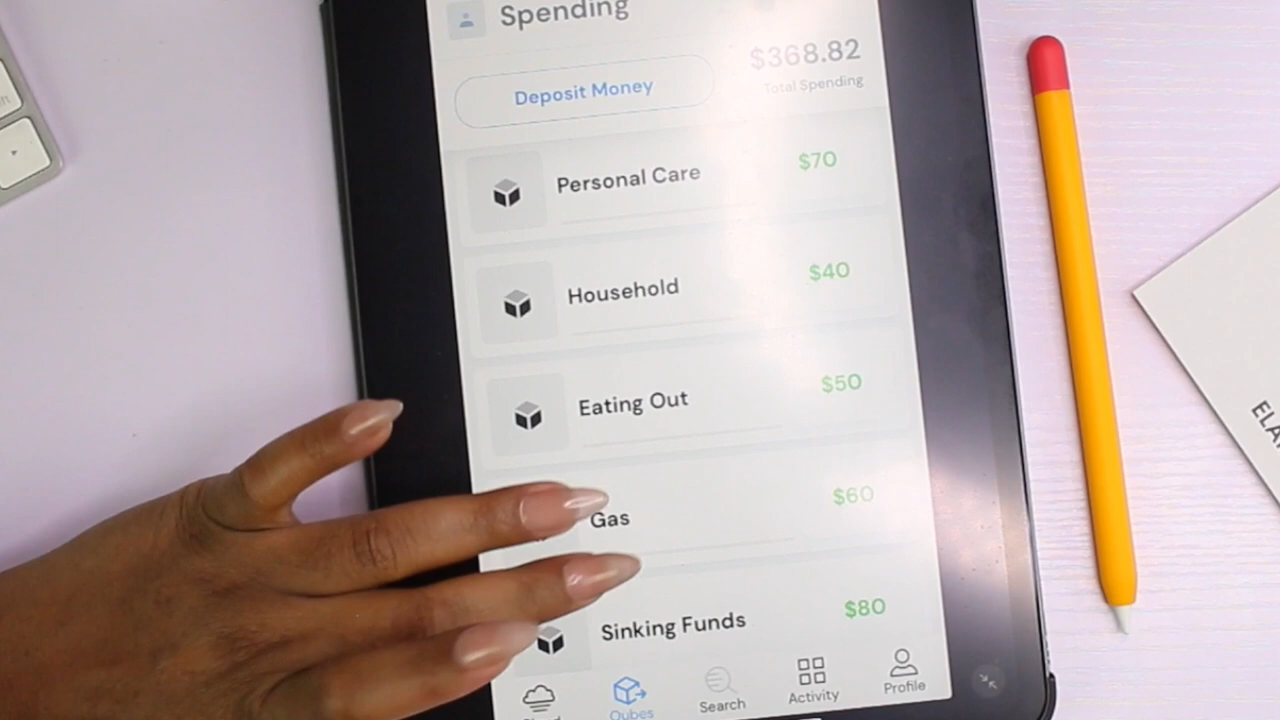 Spending
$368.82
Deposit Money
Total Spending
Personal Care
$70
Household
$40
Eating Out
$50
Gas
$60
Sinking Funds
$80
Qubes
Search
Activity
Profile